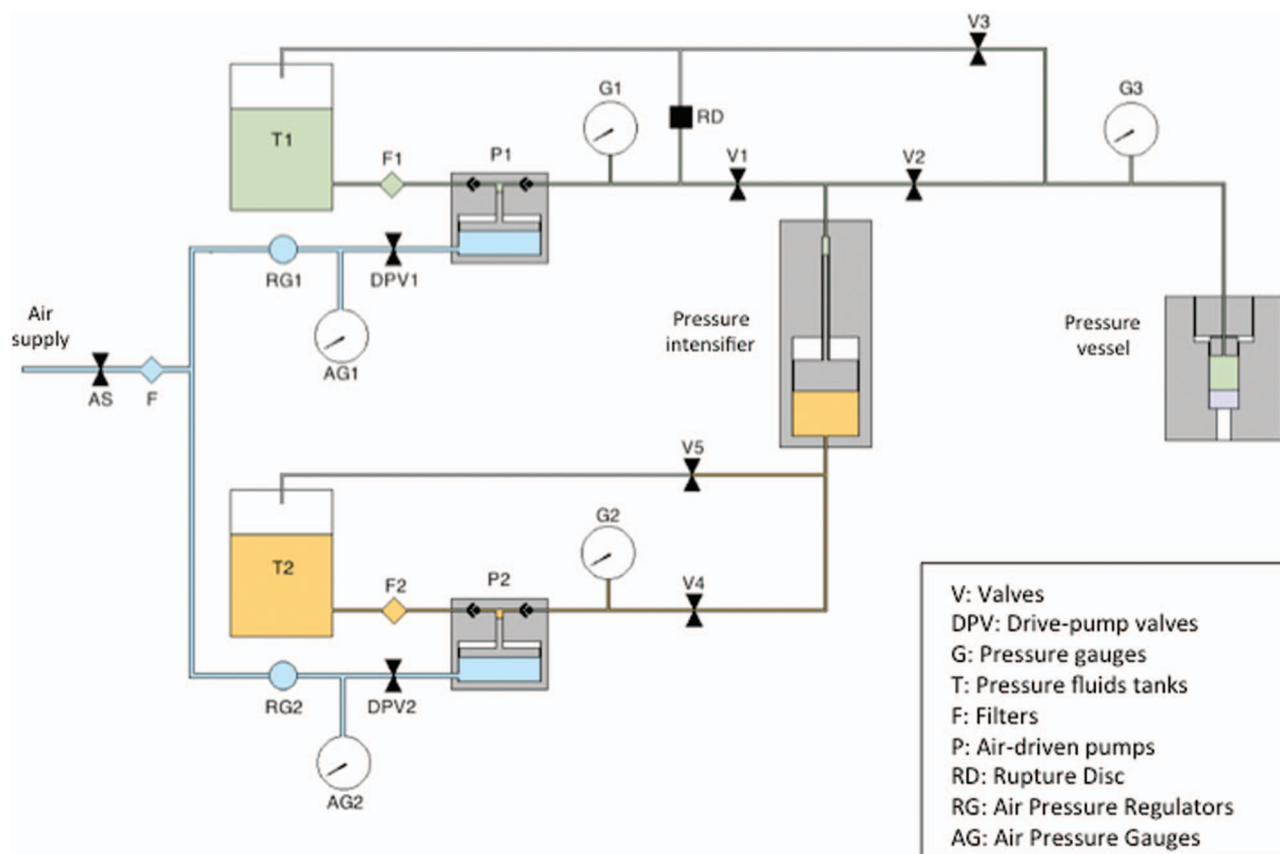 V3
G1
G3
RD
T1
F1
P1
V1
V2
RG1
DPV1
Air
supply
Pressure
intensifier
Pressure
vessel
AG1
AS
F
V5
G2
T2
F2
P2
V4
RG2
DPV2
AG2
V: Valves
DPV: Drive-pump valves
G: Pressure gauges
T: Pressure fluids tanks
F: Filters
P: Air-driven pumps
RD: Rupture Disc
RG: Air Pressure Regulators
AG: Air Pressure Gauges